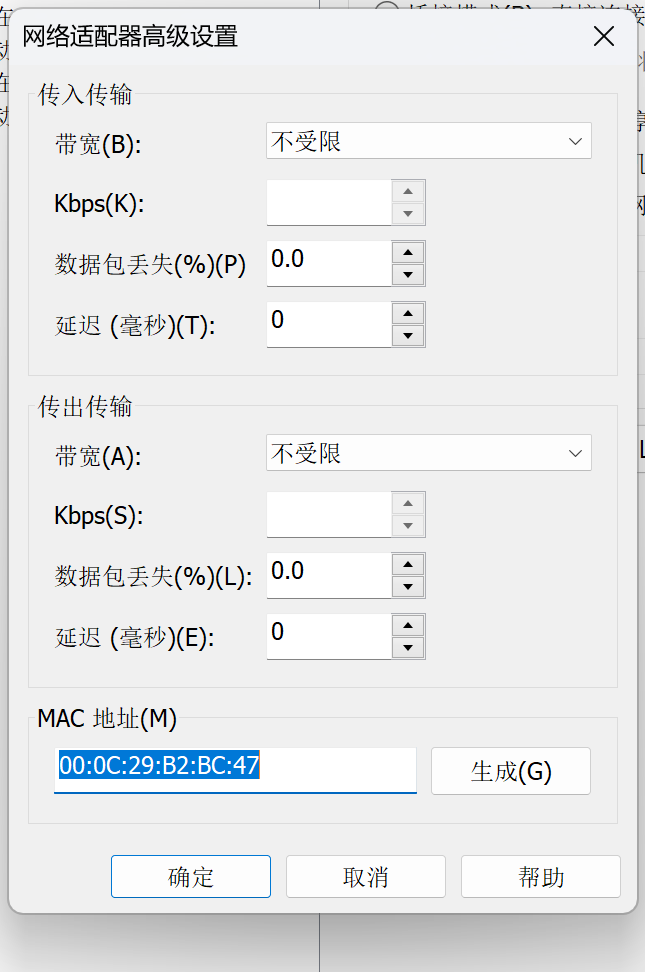 网络适配器高级设置
传入传输
带宽(B): 不受限
Kbps(K):
数据包丢失(%)(P) 0.0
延迟 (毫秒)(T): 0
传出传输
带宽(A): 不受限
Kbps(S):
数据包丢失(%)(L): 0.0
延迟 (毫秒)(E): 0
MAC 地址(M)
00:0C:29:B2:BC:47 生成(G)
确定 取消 帮助